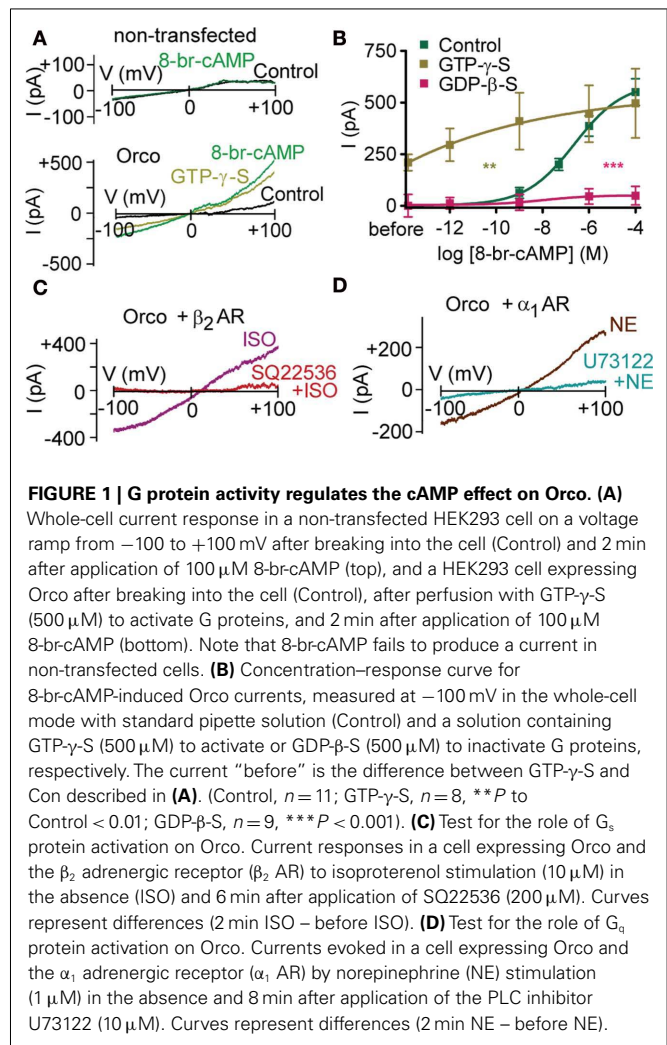 A
non-transfected
+100
8-br-cAMP
V (mV)
Control
I (pA)
-100
+100
-100
Orco
+500
8-br-cAMP
GTP-γ-S
V (mV)
Control
I (pA)
-100
+100
-500
B
750
Control
GTP-γ-S
GDP-β-S
500
I (pA)
250
**
***
0
before
-12
-10
-8
-6
-4
log [8-br-cAMP] (M)
C
Orco + β₂ AR
+400
ISO
V (mV)
SQ22536
+ISO
I (pA)
0
-100
0
+100
-400
D
Orco + α₁ AR
NE
+200
U73122
+NE
V (mV)
I (pA)
-100
0
+100
-200
FIGURE 1 | G protein activity regulates the cAMP effect on Orco. (A)
Whole-cell current response in a non-transfected HEK293 cell on a voltage
ramp from −100 to +100 mV after breaking into the cell (Control) and 2 min
after application of 100 μM 8-br-cAMP (top), and a HEK293 cell expressing
Orco after breaking into the cell (Control), after perfusion with GTP-γ-S
(500 μM) to activate G proteins, and 2 min after application of 100 μM
8-br-cAMP (bottom). Note that 8-br-cAMP fails to produce a current in
non-transfected cells. (B) Concentration–response curve for
8-br-cAMP-induced Orco currents, measured at −100 mV in the whole-cell
mode with standard pipette solution (Control) and a solution containing
GTP-γ-S (500 μM) to activate or GDP-β-S (500 μM) to inactivate G proteins,
respectively. The current “before” is the difference between GTP-γ-S and
Con described in (A). (Control, n = 11; GTP-γ-S, n = 8, **P to
Control < 0.01; GDP-β-S, n = 9, ***P < 0.001). (C) Test for the role of Gₛ
protein activation on Orco. Current responses in a cell expressing Orco and
the β₂ adrenergic receptor (β₂ AR) to isoproterenol stimulation (10 μM) in
the absence (ISO) and 6 min after application of SQ22536 (200 μM). Curves
represent differences (2 min ISO – before ISO). (D) Test for the role of G_q
protein activation on Orco. Currents evoked in a cell expressing Orco and
the α₁ adrenergic receptor (α₁ AR) by norepinephrine (NE) stimulation
(1 μM) in the absence and 8 min after application of the PLC inhibitor
U73122 (10 μM). Curves represent differences (2 min NE – before NE).